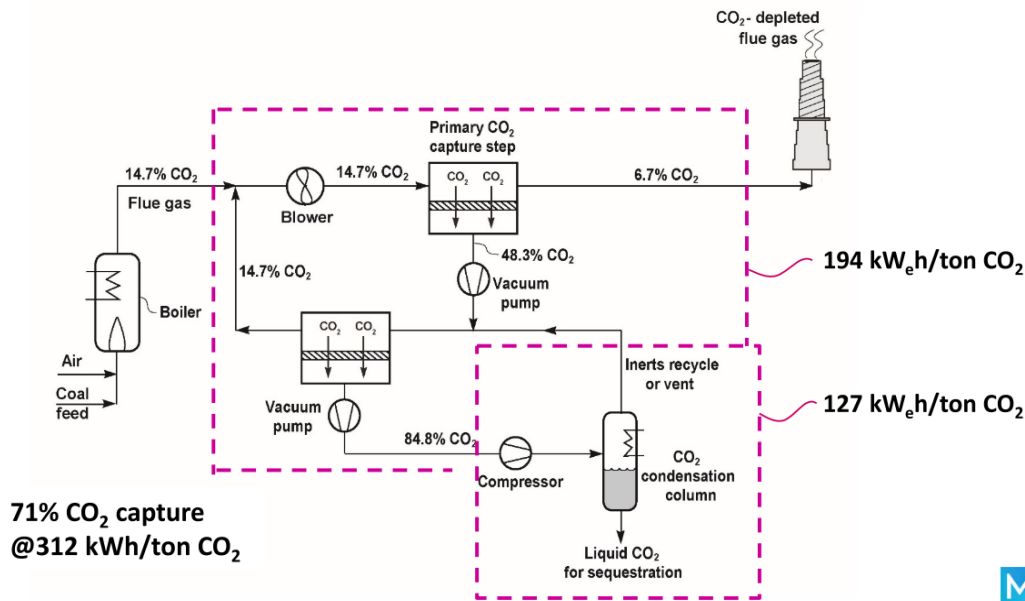 CO₂- depleted
flue gas
Primary CO₂
capture step
14.7% CO₂
Flue gas
Blower
14.7% CO₂
CO₂ CO₂
6.7% CO₂
48.3% CO₂
Vacuum
pump
194 kWₑh/ton CO₂
14.7% CO₂
Boiler
Air
Coal
feed
CO₂ CO₂
Inerts recycle
or vent
Vacuum
pump
84.8% CO₂
Compressor
CO₂
condensation
column
127 kWₑh/ton CO₂
Liquid CO₂
for sequestration
71% CO₂ capture
@312 kWh/ton CO₂
M